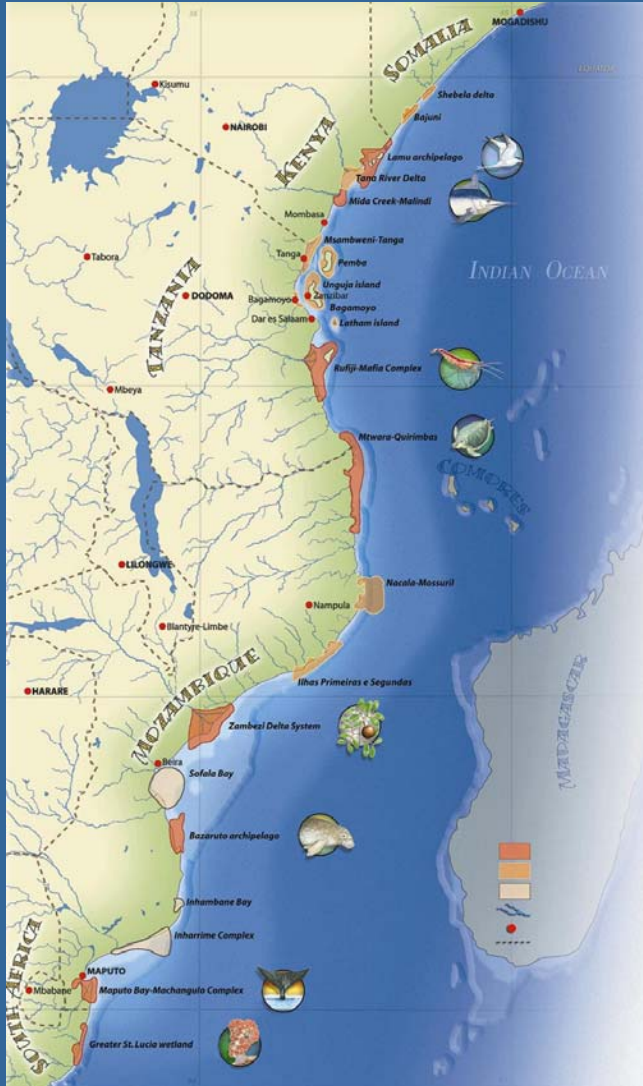 MOGADISHU
SOMALIA
EQUATOR
Kisumu
Shebela delta
Bajuni
NAIROBI
KENYA
Lamu archipelago
Tana River Delta
Mida Creek-Malindi
Mombasa
Msambweni-Tanga
Tabora
Tanga
Pemba
INDIAN OCEAN
TANZANIA
Unguja island
DODOMA
Bagamoyo
Zanzibar
Bagamoyo
Dar es Salaam
Latham island
Rufiji-Mafia Complex
Mbeya
Mtwara-Quirimbas
COMORES
LILONGWE
Nacala-Mossuril
Nampula
Blantyre-Limbe
MOZAMBIQUE
Ilhas Primeiras e Segundas
MADAGASCAR
HARARE
Zambezi Delta System
Beira
Sofala Bay
Bazaruto archipelago
Inhambane Bay
Inharrime Complex
SOUTH AFRICA
MAPUTO
Mbabane
Maputo Bay-Machangulo Complex
Greater St. Lucia wetland